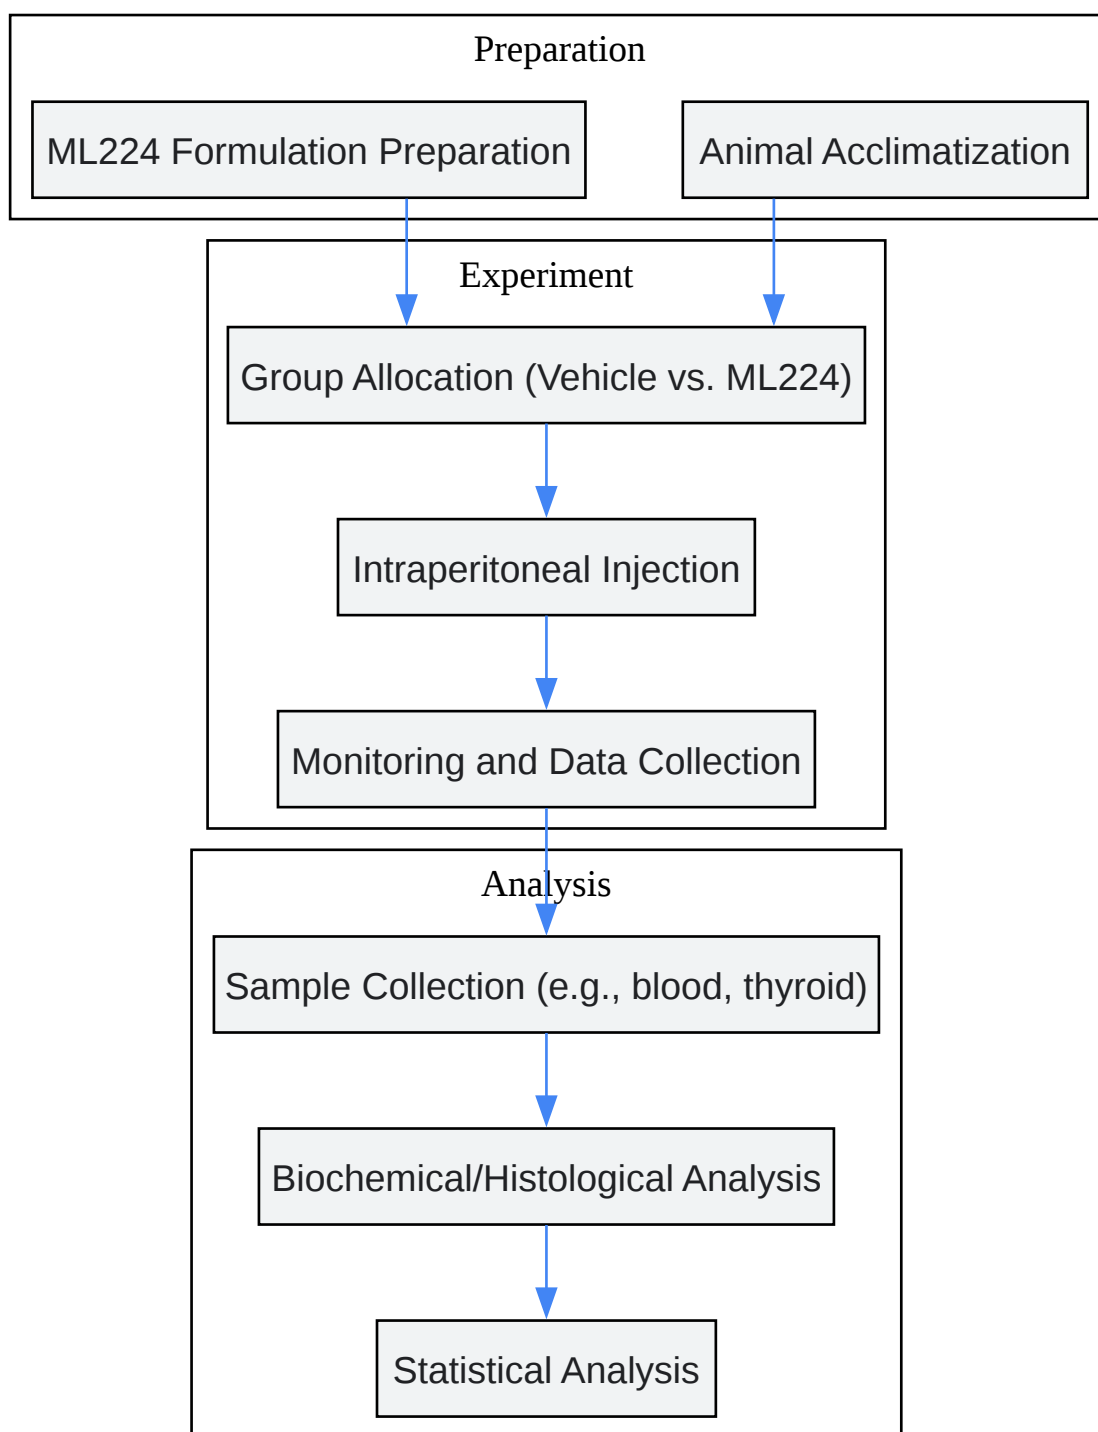 Preparation
ML224 Formulation Preparation
Animal Acclimatization
Experiment
Group Allocation (Vehicle vs. ML224)
Intraperitoneal Injection
Monitoring and Data Collection
Analysis
Sample Collection (e.g., blood, thyroid)
Biochemical/Histological Analysis
Statistical Analysis